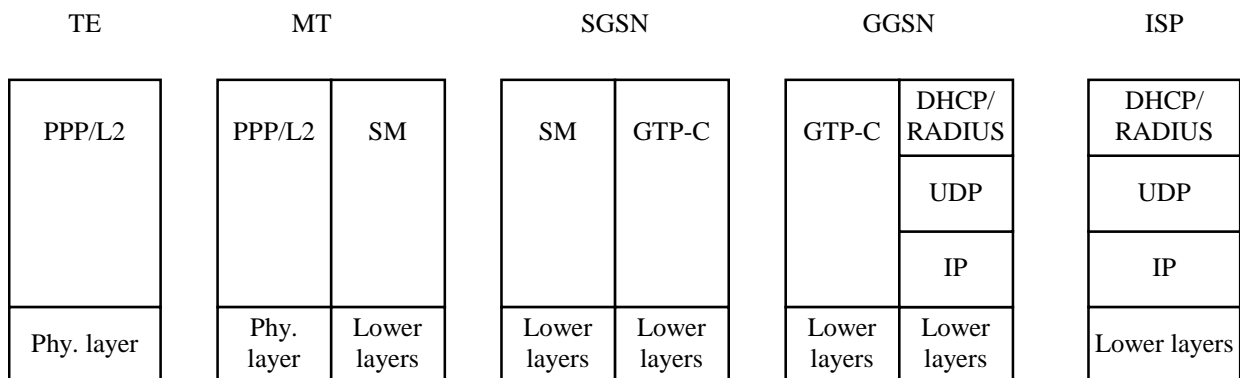 TE
MT
SGSN
GGSN
ISP
PPP/L2
Phy. layer
PPP/L2
SM
Phy.
layer
Lower
layers
SM
GTP-C
Lower
layers
Lower
layers
GTP-C
DHCP/
RADIUS
UDP
IP
Lower
layers
Lower
layers
DHCP/
RADIUS
UDP
IP
Lower layers